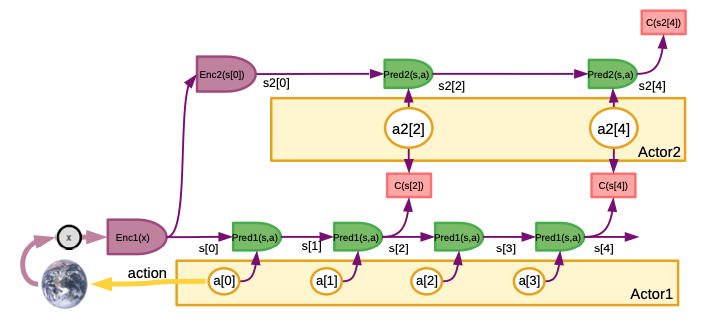 C(s2[4])
Enc2(s[0])
Pred2(s,a)
Pred2(s,a)
s2[0]
s2[2]
s2[4]
a2[2]
a2[4]
Actor2
C(s[2])
C(s[4])
x
Enc1(x)
Pred1(s,a)
Pred1(s,a)
Pred1(s,a)
Pred1(s,a)
s[0]
s[1]
s[2]
s[3]
s[4]
action
a[0]
a[1]
a[2]
a[3]
Actor1